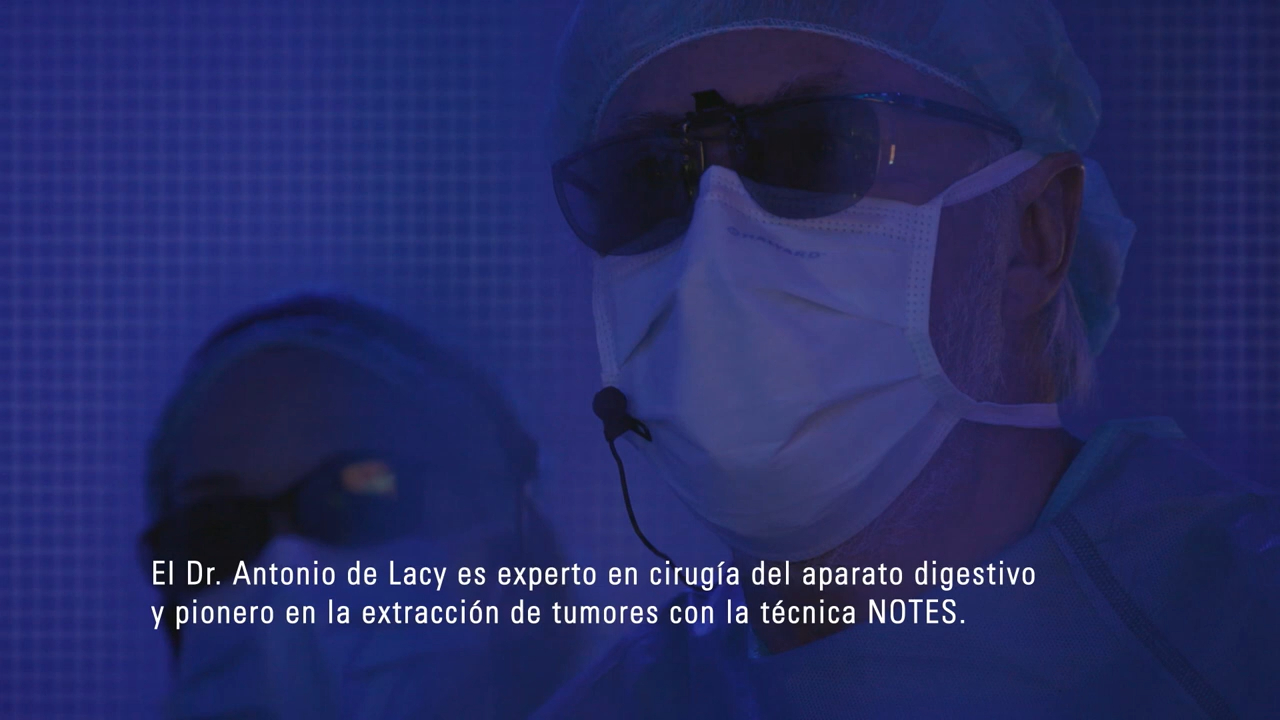 El Dr. Antonio de Lacy es experto en cirugía del aparato digestivo
y pionero en la extracción de tumores con la técnica NOTES.